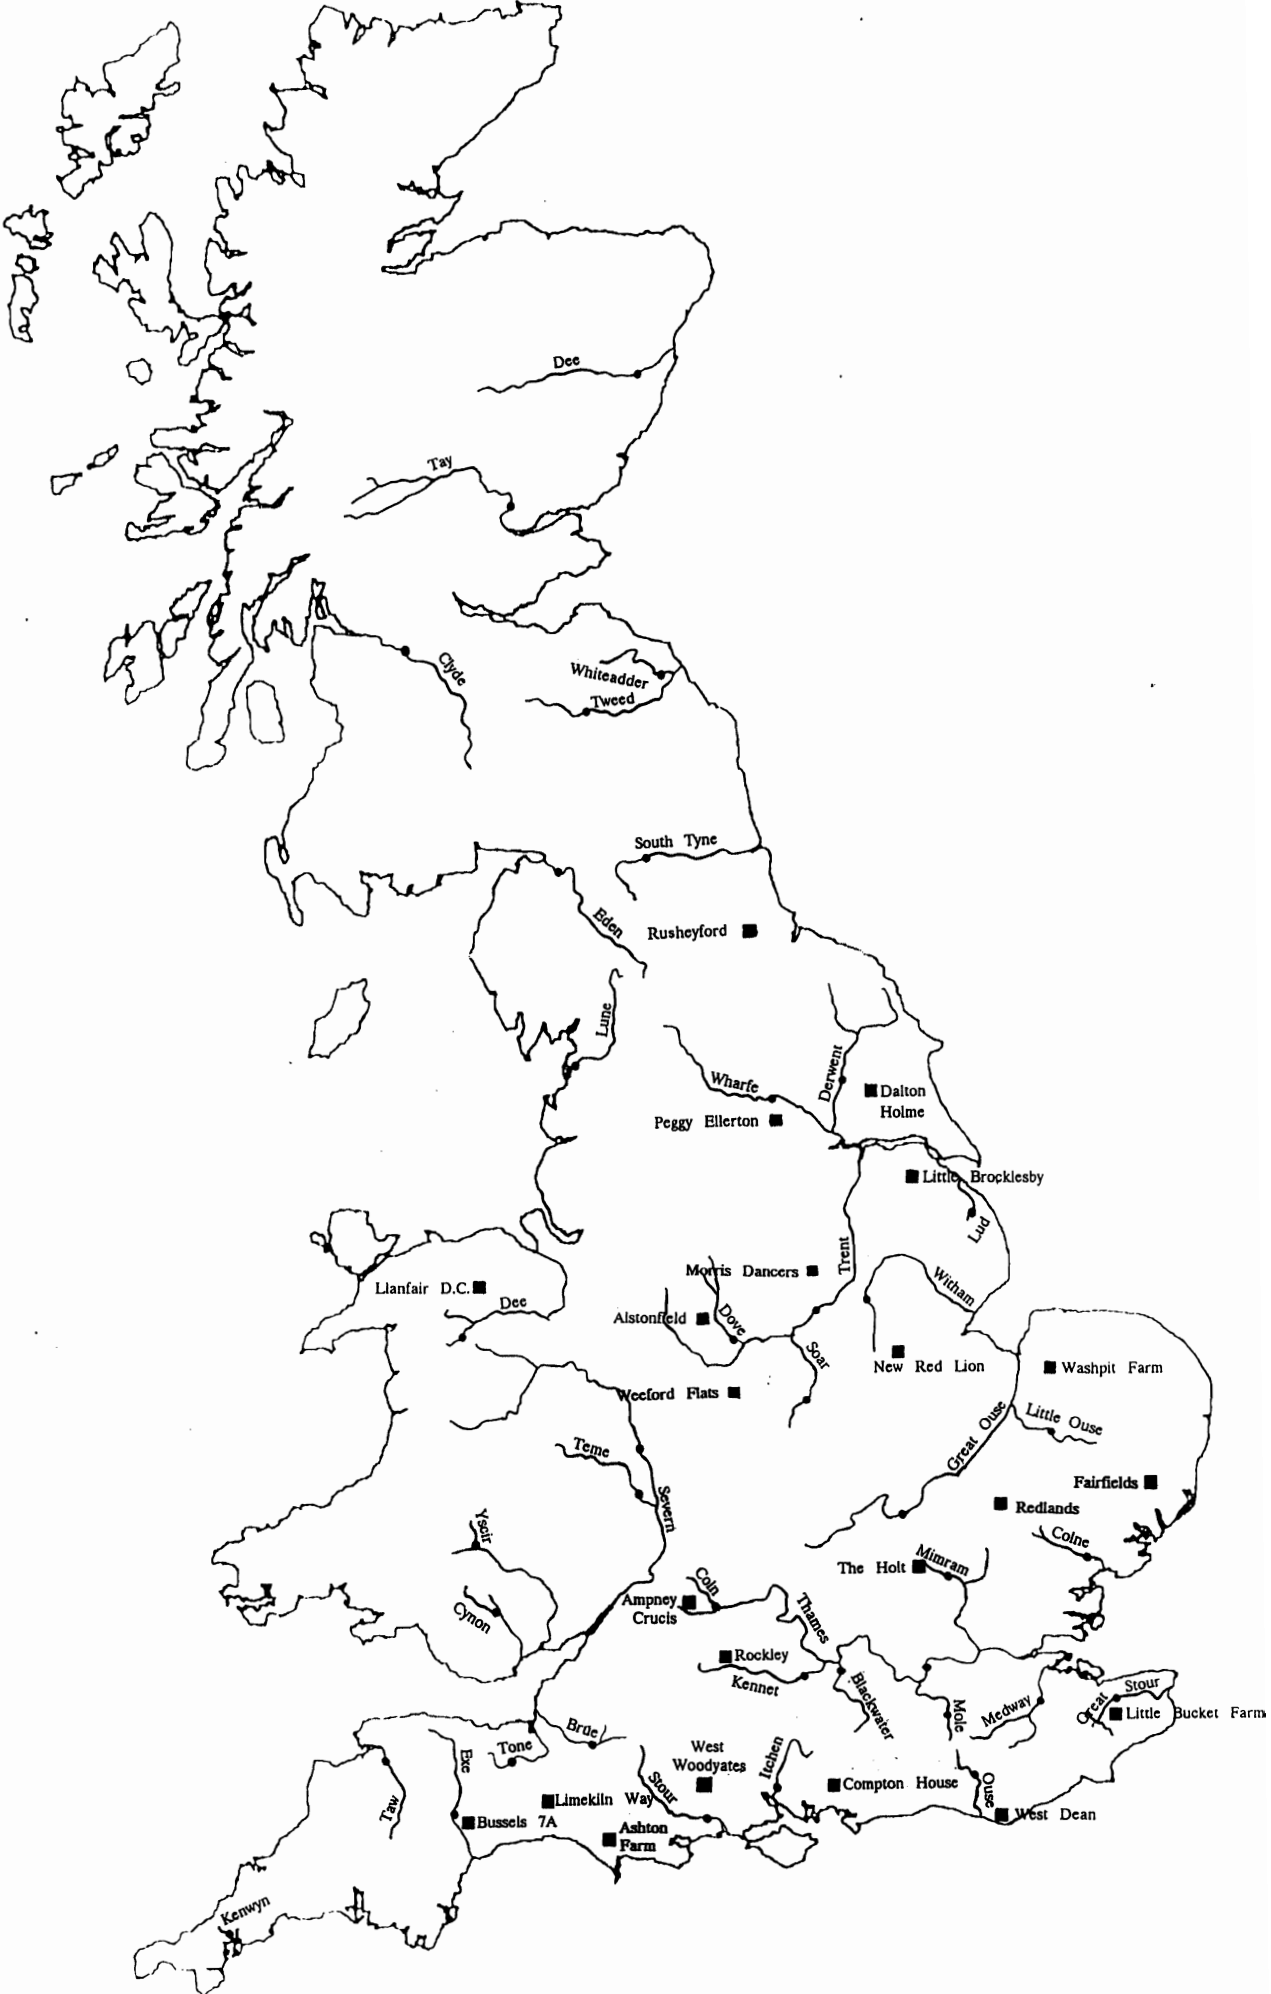 Dee
Tay
Clyde
Whiteadder
Tweed
South Tyne
Eden
Rusheyford
Lune
Wharfe
Derwent
Dalton
Holme
Peggy Ellerton
Little Brocklesby
Lud
Trent
Morris Dancers
Witham
Llanfair D.C.
Dee
Alstonfield
Dove
Soar
New Red Lion
Washpit Farm
Weeford Flats
Great Ouse
Little Ouse
Teme
Severn
Fairfields
Redlands
Yscir
Colne
The Holt
Mimram
Coln
Ampney
Crucis
Cynon
Thames
Rockley
Kennet
Blackwater
Mole
Medway
Great
Stour
Little Bucket Farm
Brue
Tone
Exe
West
Woodyates
Itchen
Taw
Stour
Limekiln Way
Compton House
Ouse
Bussels 7A
Ashton
Farm
West Dean
Kenwyn